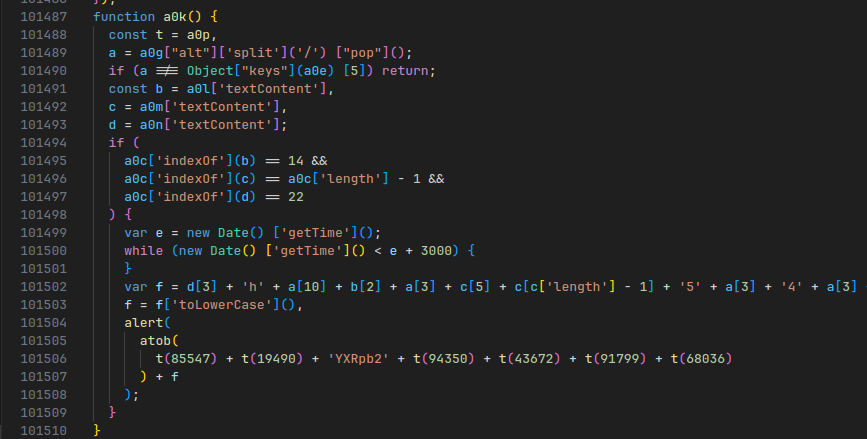 101487 function a0k() {
101488 const t = a0p,
101489 a = a0g["alt"]['split']('/') ["pop"]();
101490 if (a !== Object["keys"](a0e) [5]) return;
101491 const b = a0l['textContent'],
101492 c = a0m['textContent'],
101493 d = a0n['textContent'];
101494 if (
101495 a0c['indexOf'](b) == 14 &&
101496 a0c['indexOf'](c) == a0c['length'] - 1 &&
101497 a0c['indexOf'](d) == 22
101498 ) {
101499 var e = new Date() ['getTime']();
101500 while (new Date() ['getTime']() < e + 3000) {
101501 }
101502 var f = d[3] + 'h' + a[10] + b[2] + a[3] + c[5] + c[c['length'] - 1] + '5' + a[3] + '4' + a[3]
101503 f = f['toLowerCase'](),
101504 alert(
101505 atob(
101506 t(85547) + t(19490) + 'YXRpb2' + t(94350) + t(43672) + t(91799) + t(68036)
101507 ) + f
101508 );
101509 }
101510 }